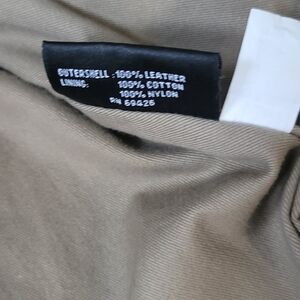 OUTERSHELL :100% LEATHER
LINING: 100% COTTON
100% NYLON
RN 69426